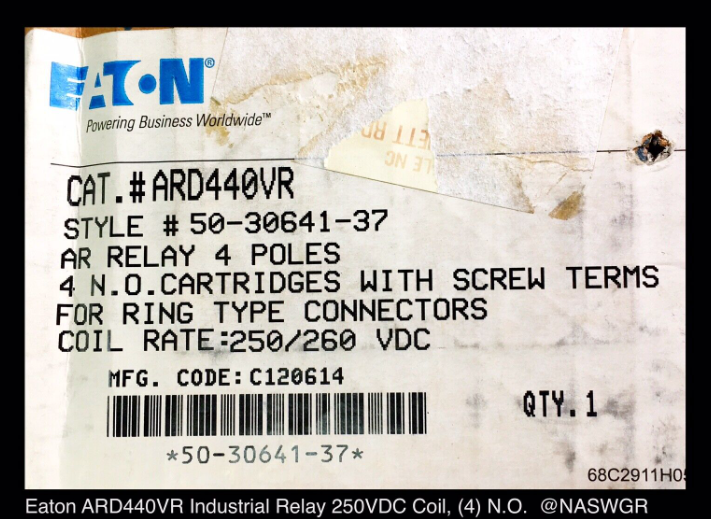 EATON®
Powering Business Worldwide™
CAT.# ARD440VR
STYLE # 50-30641-37
AR RELAY 4 POLES
4 N.O.CARTRIDGES WITH SCREW TERMS
FOR RING TYPE CONNECTORS
COIL RATE:250/260 VDC
MFG. CODE: C120614
QTY. 1
*50-30641-37*
68C2911H05
Eaton ARD440VR Industrial Relay 250VDC Coil, (4) N.O. @NASWGR